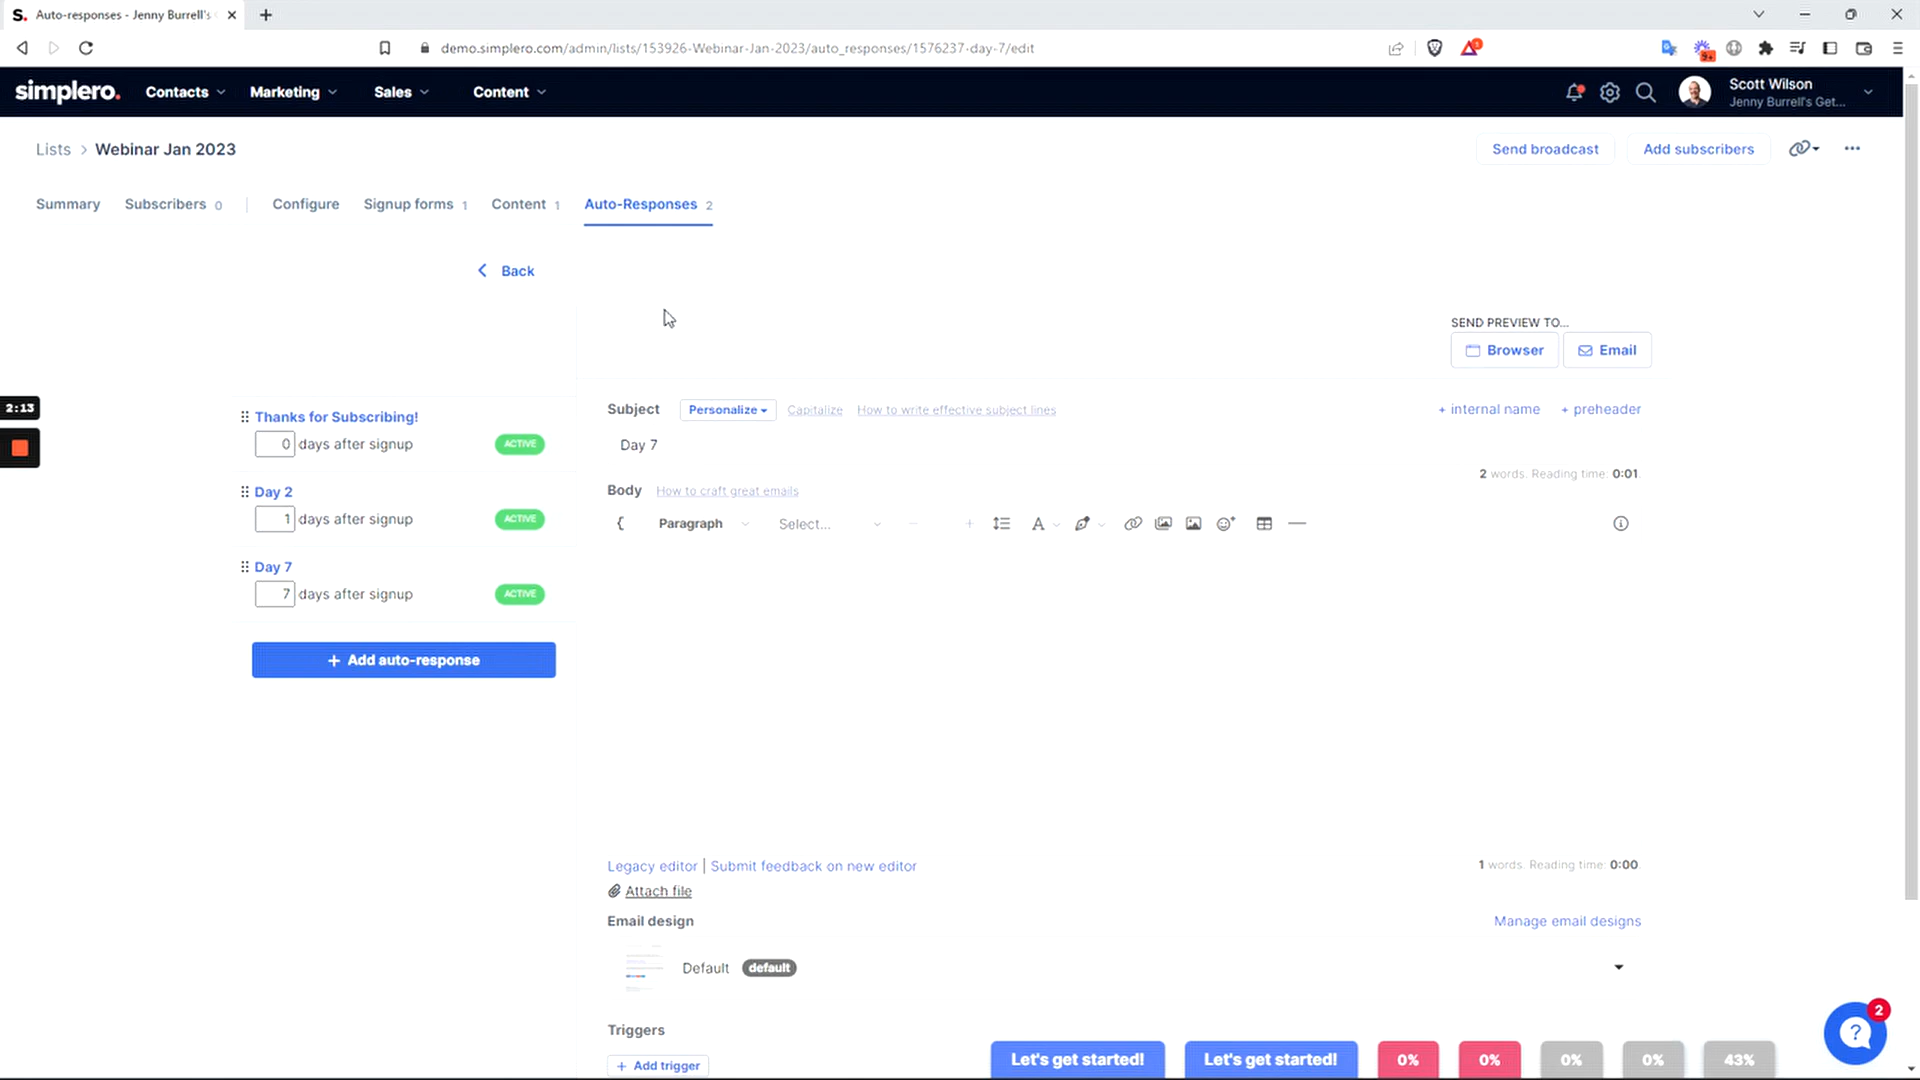 S. Auto-responses - Jenny Burrell's
demo.simplero.com/admin/lists/153926-Webinar-Jan-2023/auto_responses/1576237-day-7/edit
9+
simplero.
Contacts
Marketing
Sales
Content
Scott Wilson
Jenny Burrell's Get...
Lists > Webinar Jan 2023
Send broadcast
Add subscribers
Summary
Subscribers 0
Configure
Signup forms 1
Content 1
Auto-Responses 2
Back
SEND PREVIEW TO...
Browser
Email
2:13
Thanks for Subscribing!
0 days after signup
ACTIVE
Day 2
1 days after signup
ACTIVE
Day 7
7 days after signup
ACTIVE
+ Add auto-response
Subject
Personalize
Capitalize
How to write effective subject lines
+ internal name
+ preheader
Day 7
2 words. Reading time: 0:01.
Body
How to craft great emails
{ Paragraph
Select...
Legacy editor | Submit feedback on new editor
1 words. Reading time: 0:00.
Attach file
Email design
Manage email designs
Default default
Triggers
+ Add trigger
Let's get started!
Let's get started!
0%
0%
0%
0%
43%
?
2